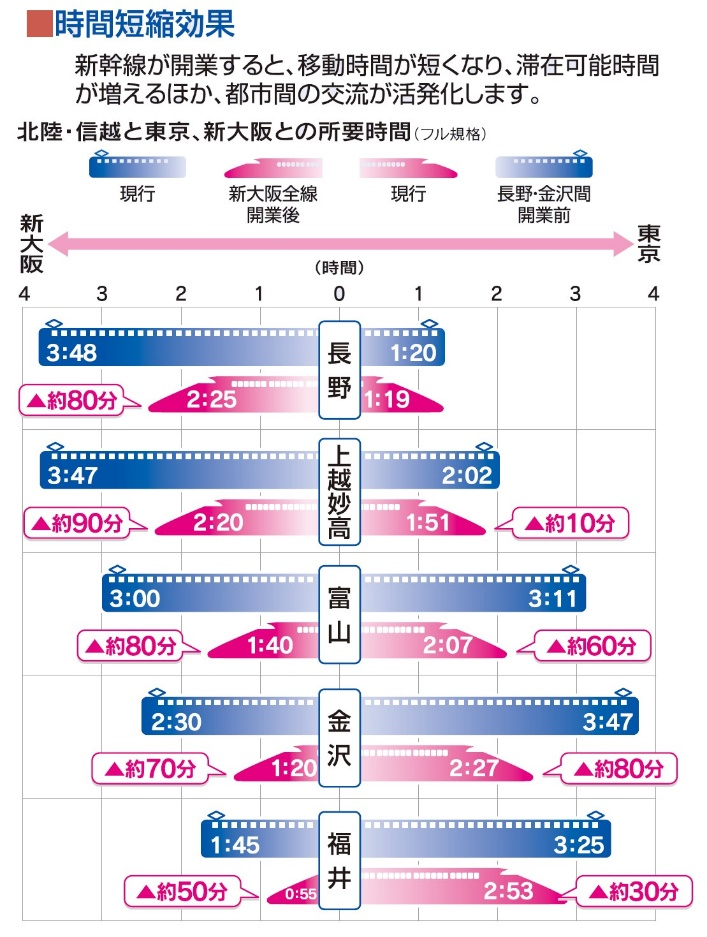 ■時間短縮効果
新幹線が開業すると、移動時間が短くなり、滞在可能時間
が増えるほか、都市間の交流が活発化します。
北陸・信越と東京、新大阪との所要時間(フル規格)
現行
新大阪全線
開業後
現行
長野・金沢間
開業前
新大阪
東京
(時間)
4 3 2 1 0 1 2 3 4
長野
3:48
1:20
▲約80分
2:25
1:19
上越妙高
3:47
2:02
▲約90分
2:20
1:51
▲約10分
富山
3:00
3:11
▲約80分
1:40
2:07
▲約60分
金沢
2:30
3:47
▲約70分
1:20
2:27
▲約80分
福井
1:45
3:25
▲約50分
0:55
2:53
▲約30分